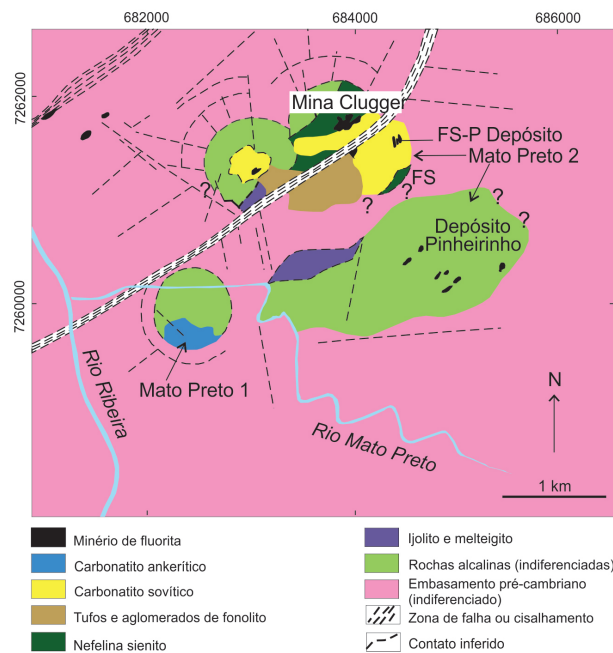 682000
684000
686000
7262000
Mina Clugger
FS-P Depósito
Mato Preto 2
FS
?
?
?
?
?
?
Depósito
Pinheirinho
7260000
Mato Preto 1
Rio Ribeira
Rio Mato Preto
N
1 km
Minério de fluorita
Carbonatito ankerítico
Carbonatito sovítico
Tufos e aglomerados de fonolito
Nefelina sienito
Ijolito e melteigito
Rochas alcalinas (indiferenciadas)
Embasamento pré-cambriano
(indiferenciado)
Zona de falha ou cisalhamento
Contato inferido